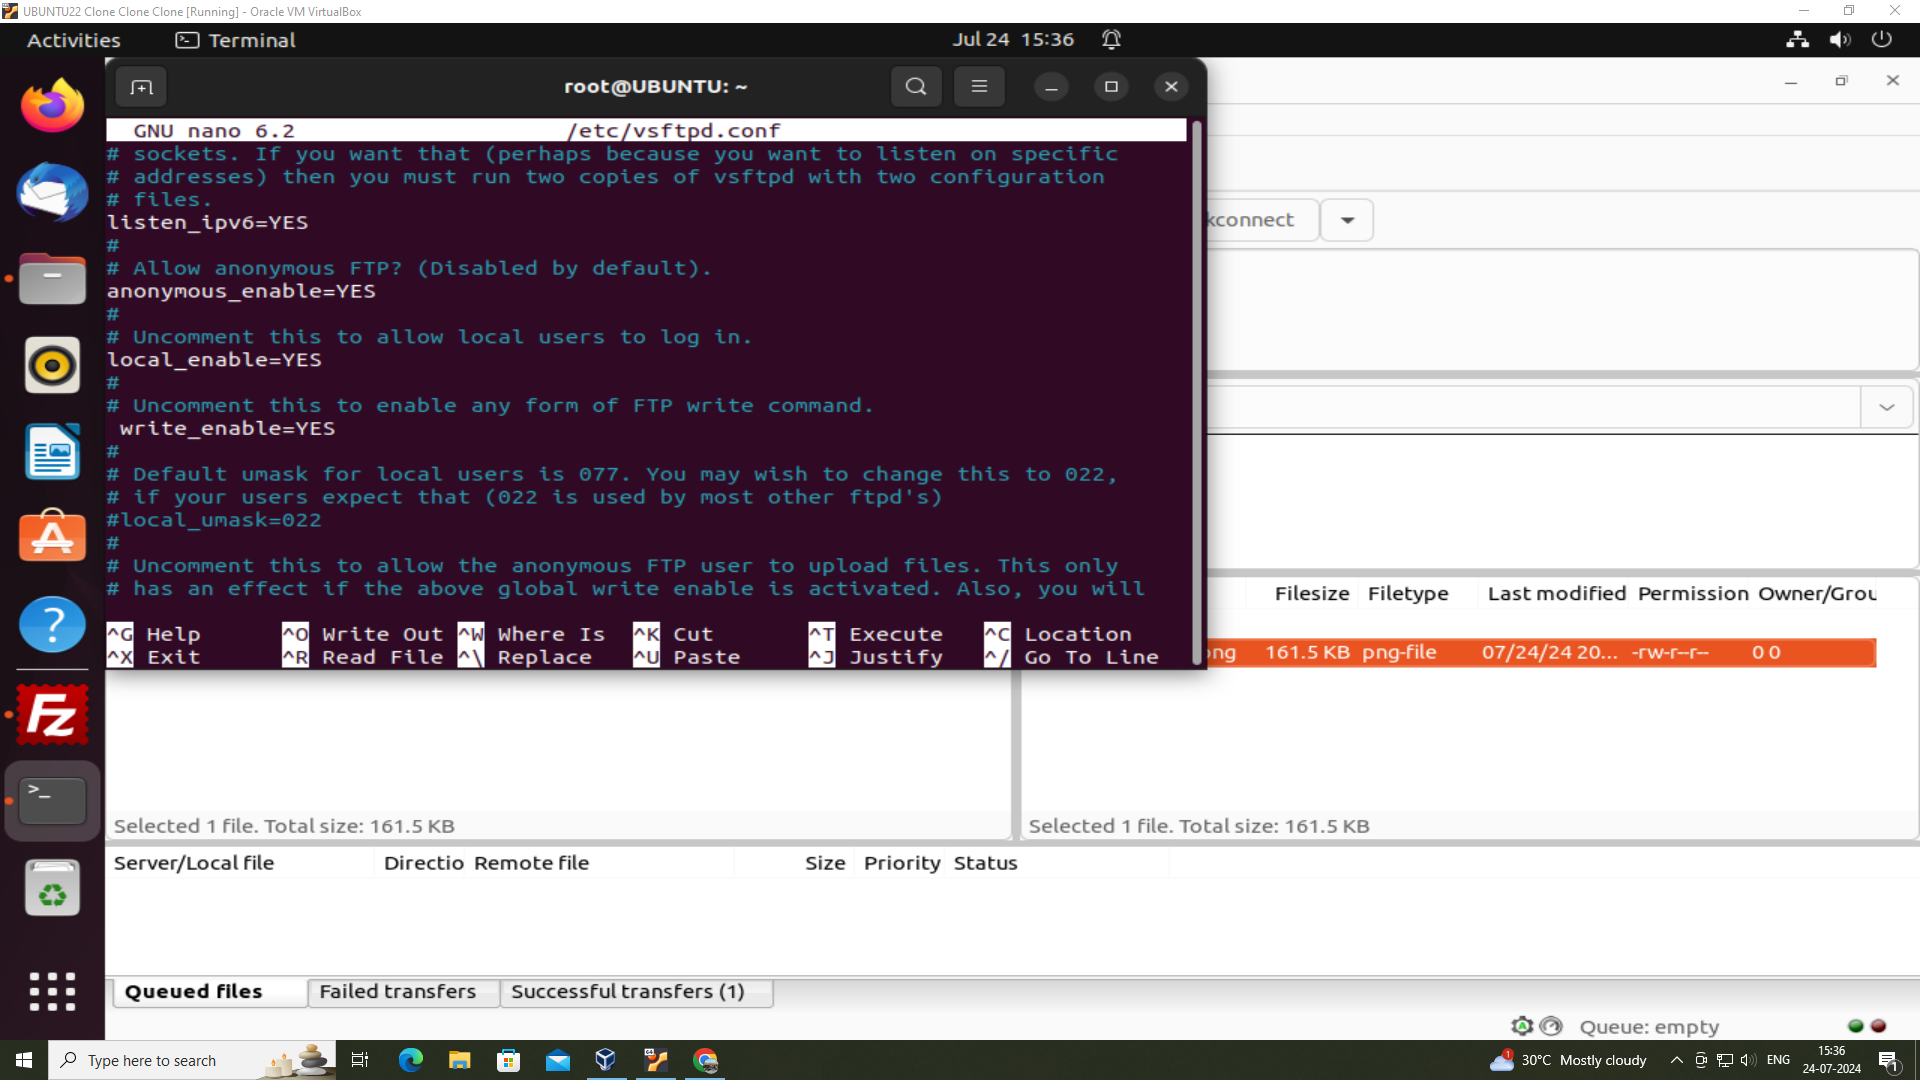 UBUNTU22 Clone Clone Clone [Running] - Oracle VM VirtualBox
Activities
Terminal
Jul 24 15:36
root@UBUNTU: ~
GNU nano 6.2
/etc/vsftpd.conf
# sockets. If you want that (perhaps because you want to listen on specific
# addresses) then you must run two copies of vsftpd with two configuration
# files.
listen_ipv6=YES
#
# Allow anonymous FTP? (Disabled by default).
anonymous_enable=YES
#
# Uncomment this to allow local users to log in.
local_enable=YES
#
# Uncomment this to enable any form of FTP write command.
write_enable=YES
#
# Default umask for local users is 077. You may wish to change this to 022,
# if your users expect that (022 is used by most other ftpd's)
#local_umask=022
#
# Uncomment this to allow the anonymous FTP user to upload files. This only
# has an effect if the above global write enable is activated. Also, you will
^G Help ^O Write Out ^W Where Is ^K Cut ^T Execute ^C Location
^X Exit ^R Read File ^\ Replace ^U Paste ^J Justify ^/ Go To Line
kconnect
Filesize Filetype Last modified Permission Owner/Grou
ong 161.5 KB png-file 07/24/24 20... -rw-r--r-- 0 0
Selected 1 file. Total size: 161.5 KB
Selected 1 file. Total size: 161.5 KB
Server/Local file Directio Remote file Size Priority Status
Queued files
Failed transfers
Successful transfers (1)
Queue: empty
Type here to search
30°C Mostly cloudy
ENG
15:36
24-07-2024